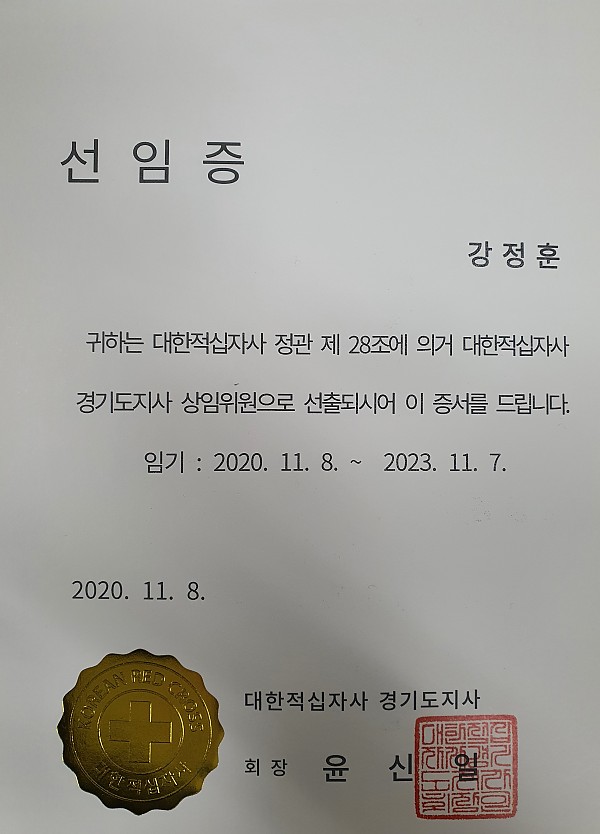 선 임 증
강 정 훈
귀하는 대한적십자사 정관 제 28조에 의거 대한적십자사
경기도지사 상임위원으로 선출되시어 이 증서를 드립니다.
임기 : 2020. 11. 8. ~ 2023. 11. 7.
2020. 11. 8.
KOREAN RED CROSS
대한적십자사
대한적십자사 경기도지사
회 장 윤 신 일